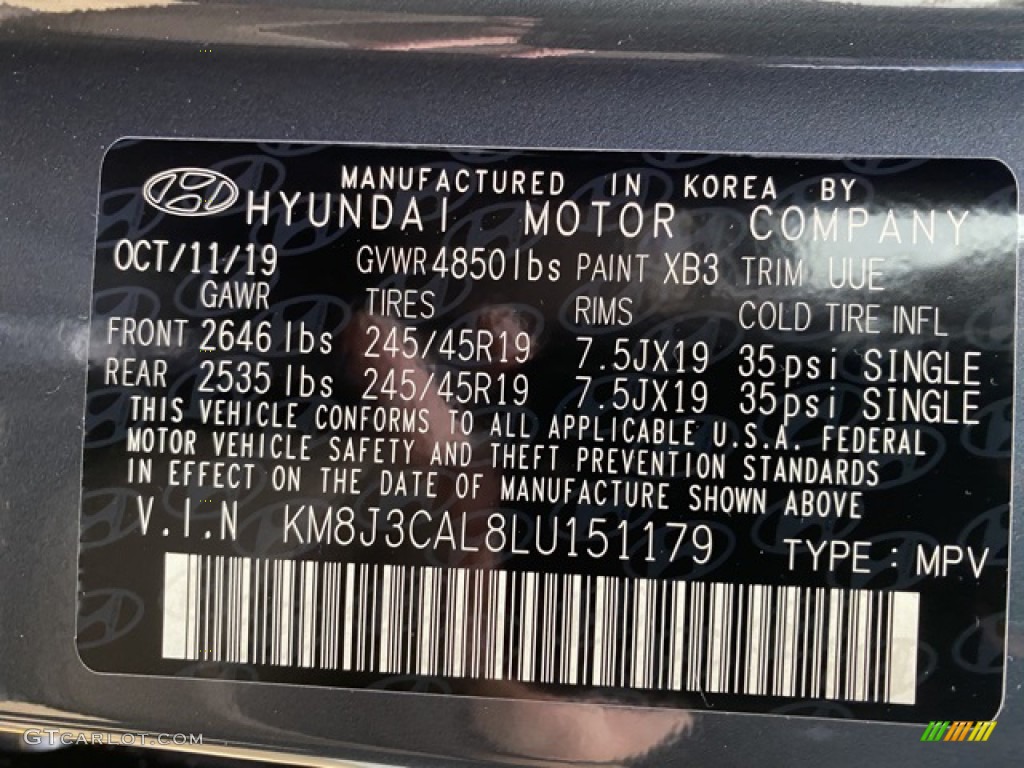 MANUFACTURED IN KOREA BY
HYUNDAI MOTOR COMPANY
OCT/11/19 GVWR 4850lbs PAINT XB3 TRIM UUE
GAWR TIRES RIMS COLD TIRE INFL
FRONT 2646 lbs 245/45R19 7.5JX19 35psi SINGLE
REAR 2535 lbs 245/45R19 7.5JX19 35psi SINGLE
THIS VEHICLE CONFORMS TO ALL APPLICABLE U.S.A. FEDERAL
MOTOR VEHICLE SAFETY AND THEFT PREVENTION STANDARDS
IN EFFECT ON THE DATE OF MANUFACTURE SHOWN ABOVE
V.I.N KM8J3CAL8LU151179 TYPE : MPV
GTcarlot.com